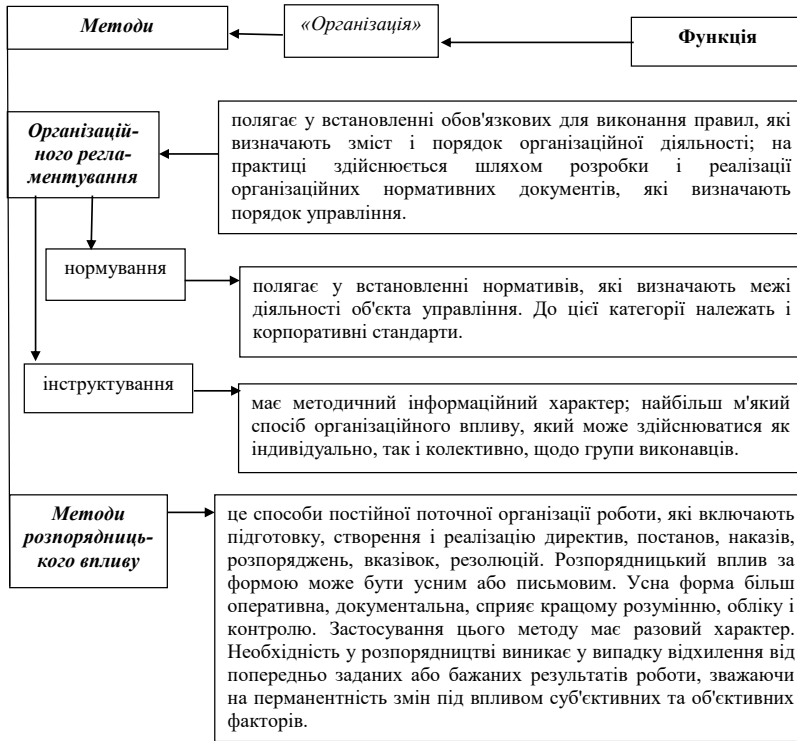 Методи
«Організація»
Функція
Організацій-
ного регла-
ментування
полягає у встановленні обов'язкових для виконання правил, які
визначають зміст і порядок організаційної діяльності; на
практиці здійснюється шляхом розробки і реалізації
організаційних нормативних документів, які визначають
порядок управління.
нормування
полягає у встановленні нормативів, які визначають межі
діяльності об'єкта управління. До цієї категорії належать і
корпоративні стандарти.
інструктування
має методичний інформаційний характер; найбільш м'який
спосіб організаційного впливу, який може здійснюватися як
індивідуально, так і колективно, щодо групи виконавців.
Методи
розпорядниць-
кого впливу
це способи постійної поточної організації роботи, які включають
підготовку, створення і реалізацію директив, постанов, наказів,
розпоряджень, вказівок, резолюцій. Розпорядницький вплив за
формою може бути усним або письмовим. Усна форма більш
оперативна, документальна, сприяє кращому розумінню, обліку і
контролю. Застосування цього методу має разовий характер.
Необхідність у розпорядництві виникає у випадку відхилення від
попередньо заданих або бажаних результатів роботи, зважаючи
на перманентність змін під впливом суб'єктивних та об'єктивних
факторів.